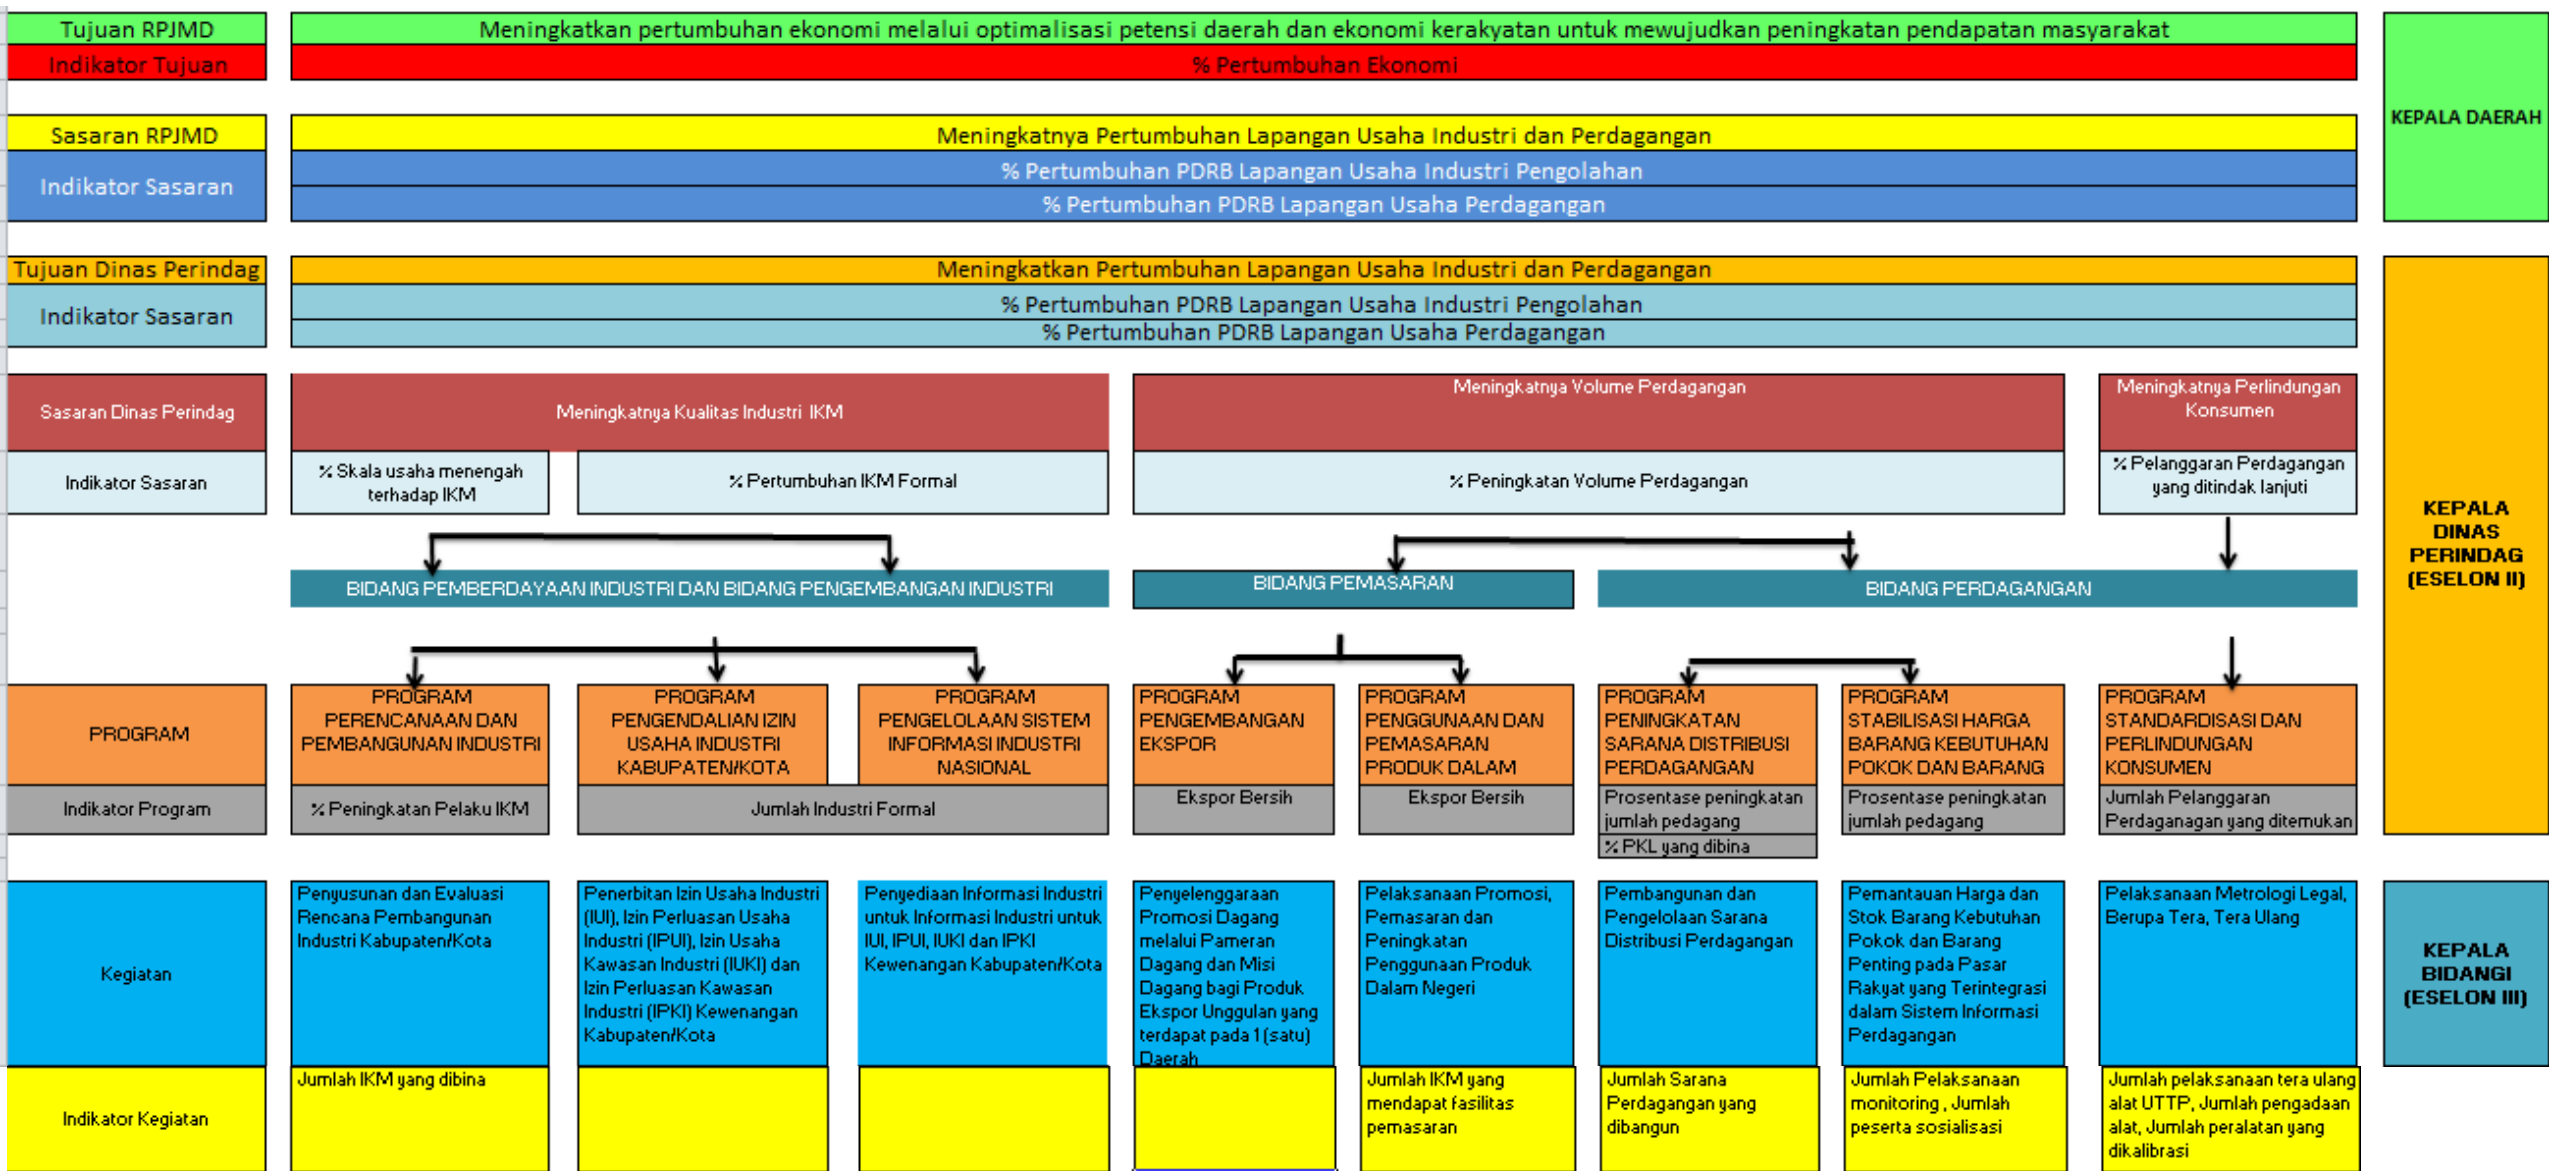 Tujuan RPJMD
Meningkatkan pertumbuhan ekonomi melalui optimalisasi petensi daerah dan ekonomi kerakyatan untuk mewujudkan peningkatan pendapatan masyarakat
Indikator Tujuan
% Pertumbuhan Ekonomi
KEPALA DAERAH
Sasaran RPJMD
Meningkatnya Pertumbuhan Lapangan Usaha Industri dan Perdagangan
Indikator Sasaran
% Pertumbuhan PDRB Lapangan Usaha Industri Pengolahan
% Pertumbuhan PDRB Lapangan Usaha Perdagangan
Tujuan Dinas Perindag
Meningkatkan Pertumbuhan Lapangan Usaha Industri dan Perdagangan
Indikator Sasaran
% Pertumbuhan PDRB Lapangan Usaha Industri Pengolahan
% Pertumbuhan PDRB Lapangan Usaha Perdagangan
KEPALA
DINAS
PERINDAG
(ESELON II)
Sasaran Dinas Perindag
Meningkatnya Kualitas Industri IKM
Meningkatnya Volume Perdagangan
Meningkatnya Perlindungan
Konsumen
Indikator Sasaran
% Skala usaha menengah
terhadap IKM
% Pertumbuhan IKM Formal
% Peningkatan Volume Perdagangan
% Pelanggaran Perdagangan
yang ditindak lanjuti
BIDANG PEMBERDAYAAN INDUSTRI DAN BIDANG PENGEMBANGAN INDUSTRI
BIDANG PEMASARAN
BIDANG PERDAGANGAN
PROGRAM
PROGRAM
PERENCANAAN DAN
PEMBANGUNAN INDUSTRI
PROGRAM
PENGENDALIAN IZIN
USAHA INDUSTRI
KABUPATEN/KOTA
PROGRAM
PENGELOLAAN SISTEM
INFORMASI INDUSTRI
NASIONAL
PROGRAM
PENGEMBANGAN
EKSPOR
PROGRAM
PENGGUNAAN DAN
PEMASARAN
PRODUK DALAM
PROGRAM
PENINGKATAN
SARANA DISTRIBUSI
PERDAGANGAN
PROGRAM
STABILISASI HARGA
BARANG KEBUTUHAN
POKOK DAN BARANG
PROGRAM
STANDARDISASI DAN
PERLINDUNGAN
KONSUMEN
Indikator Program
% Peningkatan Pelaku IKM
Jumlah Industri Formal
Ekspor Bersih
Ekspor Bersih
Prosentase peningkatan
jumlah pedagang
% PKL yang dibina
Prosentase peningkatan
jumlah pedagang
Jumlah Pelanggaran
Perdaganagan yang ditemukan
Kegiatan
Penyusunan dan Evaluasi
Rencana Pembangunan
Industri Kabupaten/Kota
Penerbitan Izin Usaha Industri
(IUI), Izin Perluasan Usaha
Industri (IPUI), Izin Usaha
Kawasan Industri (IUKI) dan
Izin Perluasan Kawasan
Industri (IPKI) Kewenangan
Kabupaten/Kota
Penyediaan Informasi Industri
untuk Informasi Industri untuk
IUI, IPUI, IUKI dan IPKI
Kewenangan Kabupaten/Kota
Penyelenggaraan
Promosi Dagang
melalui Pameran
Dagang dan Misi
Dagang bagi Produk
Ekspor Unggulan yang
terdapat pada 1 (satu)
Daerah
Pelaksanaan Promosi,
Pemasaran dan
Peningkatan
Penggunaan Produk
Dalam Negeri
Pembangunan dan
Pengelolaan Sarana
Distribusi Perdagangan
Pemantauan Harga dan
Stok Barang Kebutuhan
Pokok dan Barang
Penting pada Pasar
Rakyat yang Terintegrasi
dalam Sistem Informasi
Perdagangan
Pelaksanaan Metrologi Legal,
Berupa Tera, Tera Ulang
KEPALA
BIDANGI
(ESELON III)
Indikator Kegiatan
Jumlah IKM yang dibina
Jumlah IKM yang
mendapat fasilitas
pemasaran
Jumlah Sarana
Perdagangan yang
dibangun
Jumlah Pelaksanaan
monitoring , Jumlah
peserta sosialisasi
Jumlah pelaksanaan tera ulang
alat UTTP, Jumlah pengadaan
alat, Jumlah peralatan yang
dikalibrasi